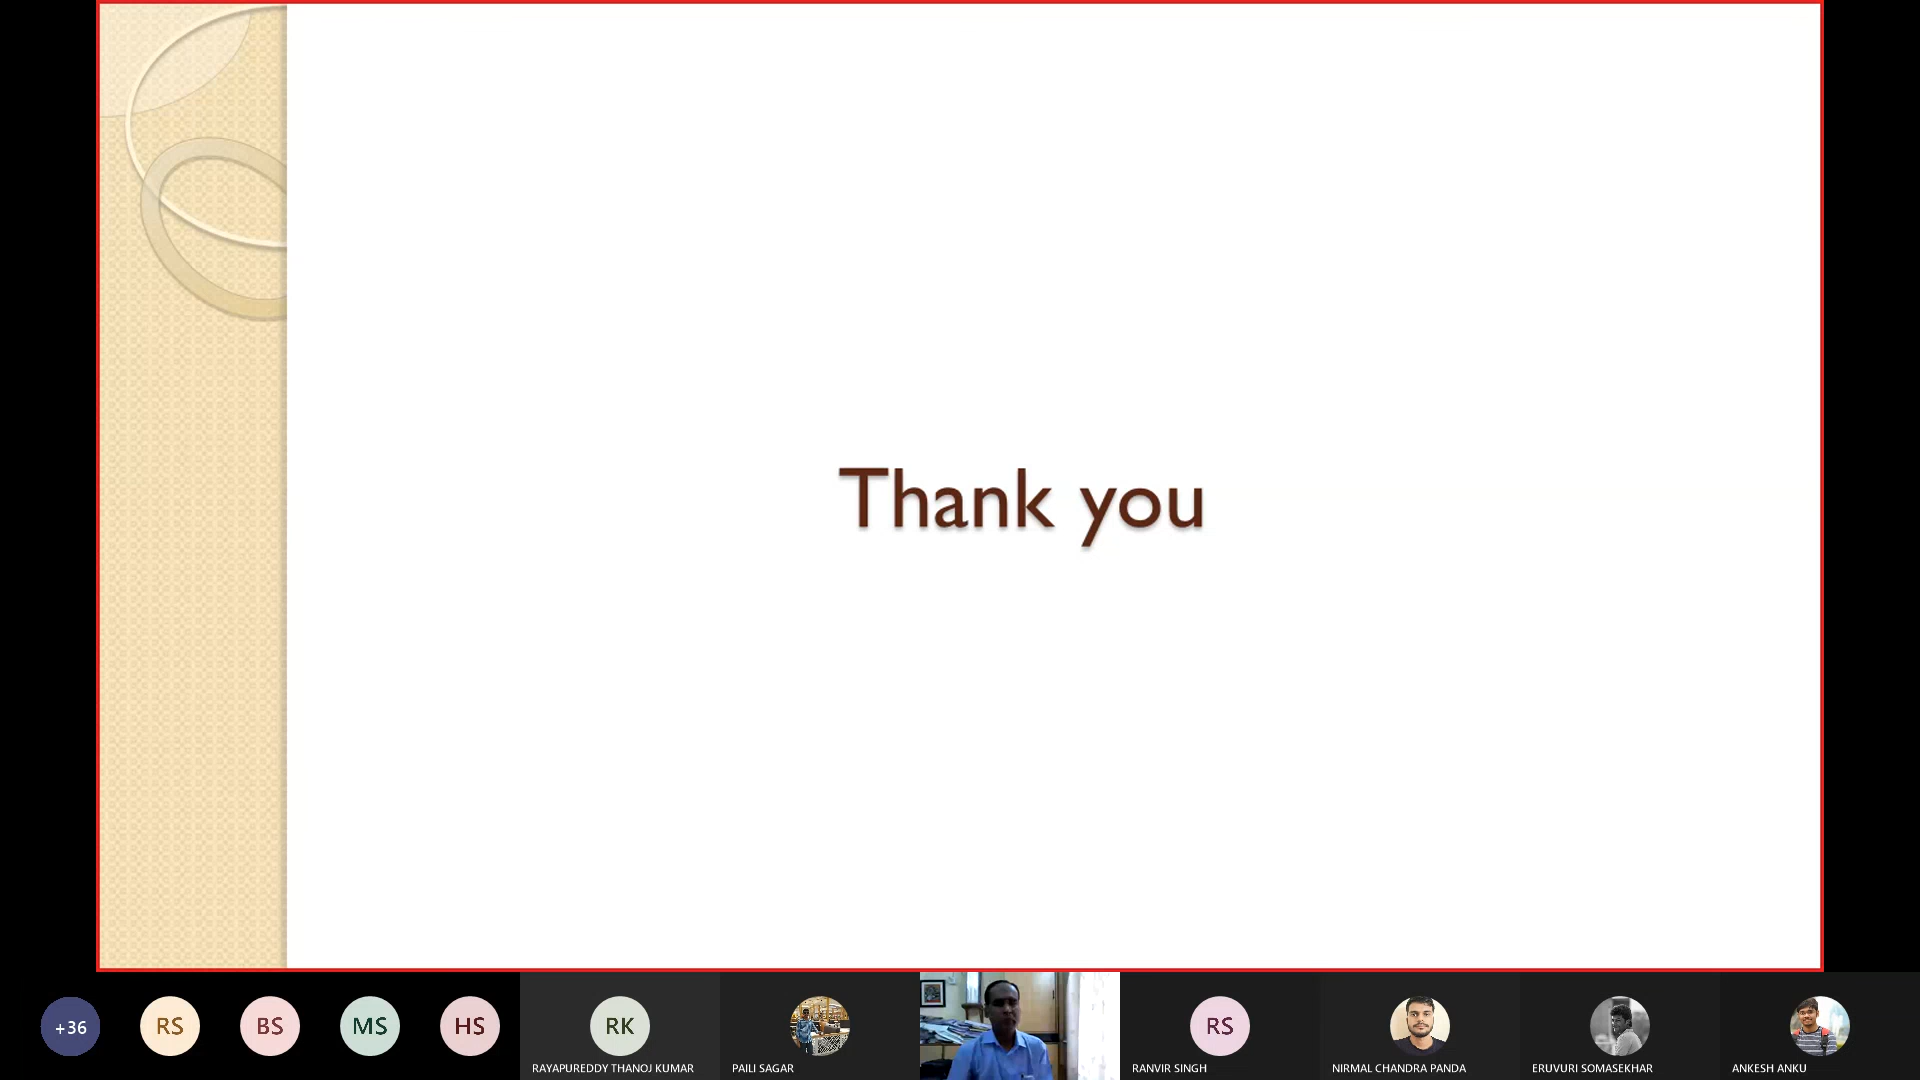 Thank you
+36
RS
BS
MS
HS
RK
RS
RAYAPUREDDY THANOJ KUMAR
PAILI SAGAR
RANVIR SINGH
NIRMAL CHANDRA PANDA
ERUVURI SOMASEKHAR
ANKESH ANKU